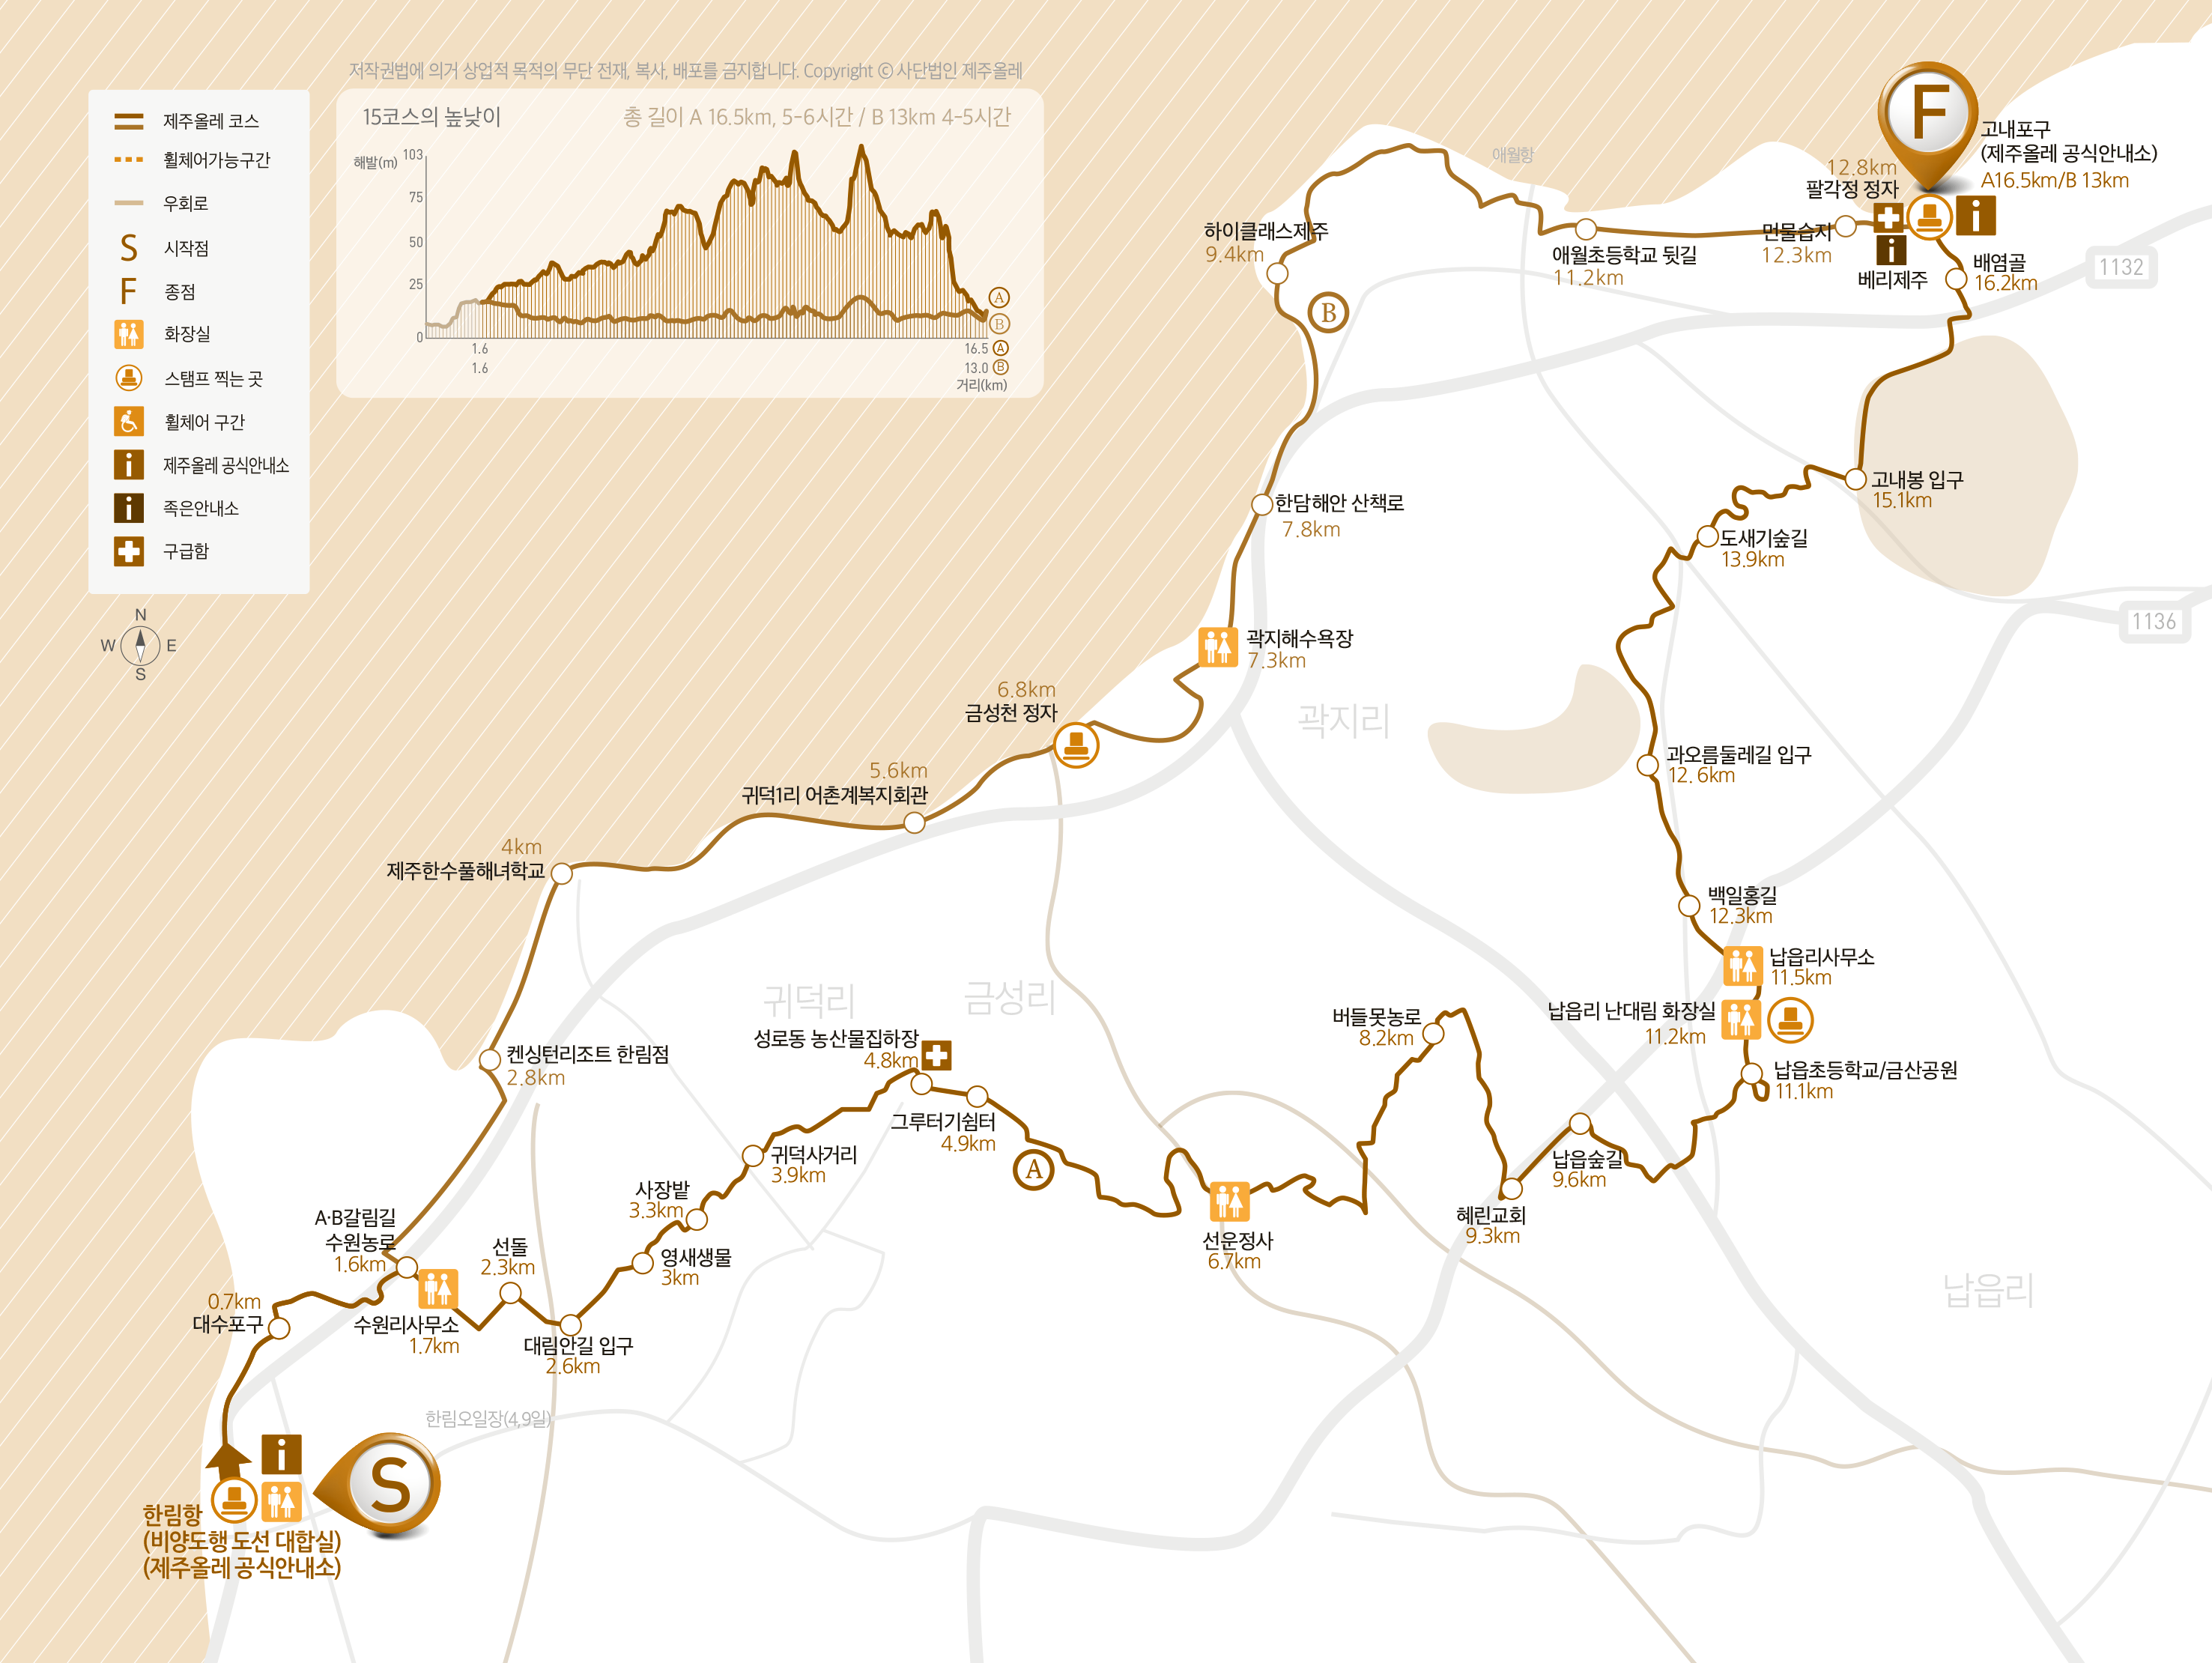 저작권법에 의거 상업적 목적의 무단 전재, 복사, 배포를 금지합니다. Copyright ⓒ 사단법인 제주올레
제주올레 코스
휠체어가능구간
우회로
S 시작점
F 종점
화장실
스탬프 찍는 곳
휠체어 구간
i 제주올레 공식안내소
i 족은안내소
구급함
N
W E
S
15코스의 높낮이
총 길이 A 16.5km, 5-6시간 / B 13km 4-5시간
해발(m)
103
75
50
25
0
A
B
1.6 16.5 A
1.6 13.0 B
거리(km)
F
고내포구
(제주올레 공식안내소)
A16.5km/B 13km
12.8km
팔각정 정자
i
i
베리제주
배염골
16.2km
먼물습지
12.3km
애월항
애월초등학교 뒷길
11.2km
하이클래스제주
9.4km
B
1132
1136
고내봉 입구
15.1km
도새기숲길
13.9km
한담해안 산책로
7.8km
곽지해수욕장
7.3km
곽지리
6.8km
금성천 정자
과오름둘레길 입구
12.6km
5.6km
귀덕1리 어촌계복지회관
4km
제주한수풀해녀학교
백일홍길
12.3km
납읍리사무소
11.5km
납읍리 난대림 화장실
11.2km
납읍초등학교/금산공원
11.1km
귀덕리
금성리
버들못농로
8.2km
성로동 농산물집하장
4.8km
켄싱턴리조트 한림점
2.8km
그루터기쉼터
4.9km
A
귀덕사거리
3.9km
사장밭
3.3km
영새생물
3km
납읍숲길
9.6km
혜린교회
9.3km
선운정사
6.7km
납읍리
A·B갈림길
수원농로
1.6km
선돌
2.3km
0.7km
대수포구
수원리사무소
1.7km
대림안길 입구
2.6km
한림오일장(4,9일)
i
S
한림항
(비양도행 도선 대합실)
(제주올레 공식안내소)